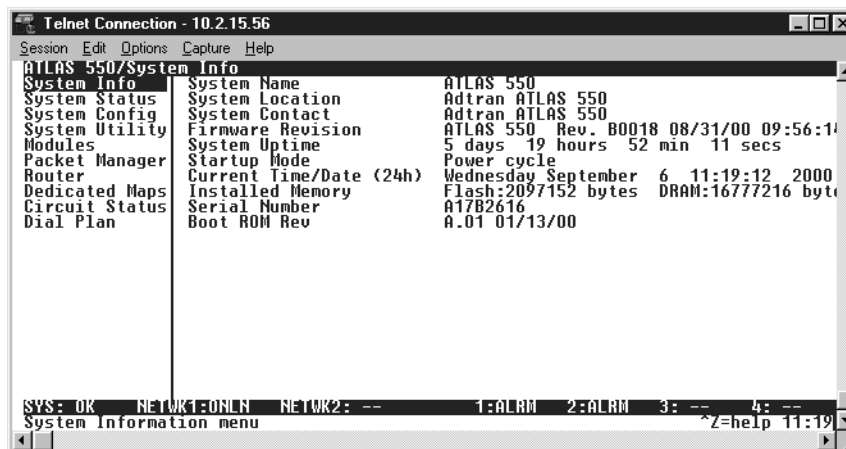 Telnet Connection - 10.2.15.56
Session Edit Options Capture Help
ATLAS 550/System Info
System Info System Name ATLAS 550
System Status System Location Adtran ATLAS 550
System Config System Contact Adtran ATLAS 550
System Utility Firmware Revision ATLAS 550 Rev. B0018 08/31/00 09:56:14
Modules System Uptime 5 days 19 hours 52 min 11 secs
Packet Manager Startup Mode Power cycle
Router Current Time/Date (24h) Wednesday September 6 11:19:12 2000
Dedicated Maps Installed Memory Flash:2097152 bytes DRAM:16777216
Circuit Status Serial Number A17B2616
Dial Plan Boot ROM Rev A.01 01/13/00
SYS: OK NETWK1:ONLN NETWK2: -- 1:ALRM 2:ALRM 3: -- 4: --
System Information menu ^Z=help 11:19